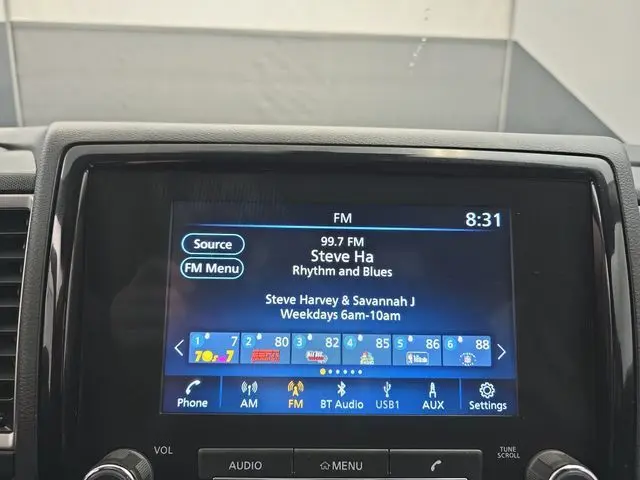 FM
8:31
Source
FM Menu
99.7 FM
Steve Ha
Rhythm and Blues
Steve Harvey & Savannah J
Weekdays 6am-10am
1 7 2 80 3 82 4 85 5 86 6 88
70s 7
Phone AM FM BT Audio USB1 AUX Settings
VOL
TUNE
SCROLL
AUDIO MENU